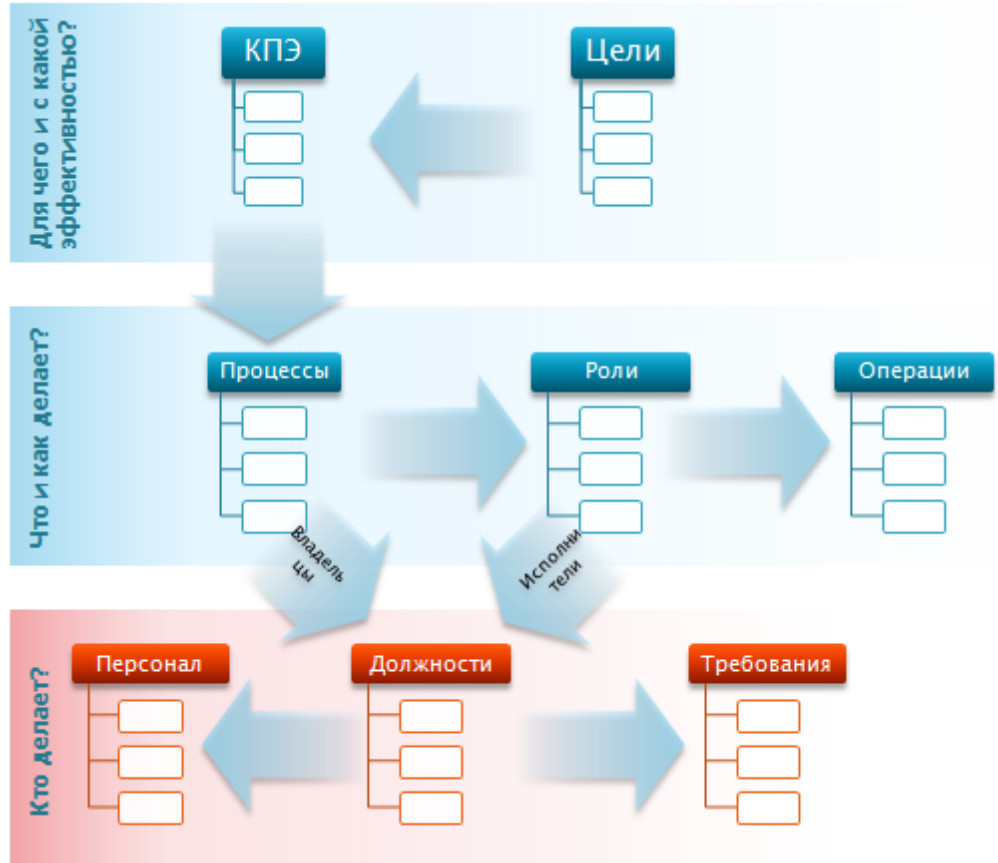 Для чего и с какой
эффективностью?
КПЭ
Цели
Что и как делает?
Процессы
Роли
Операции
Владель
цы
Исполни
тели
Кто делает?
Персонал
Должности
Требования